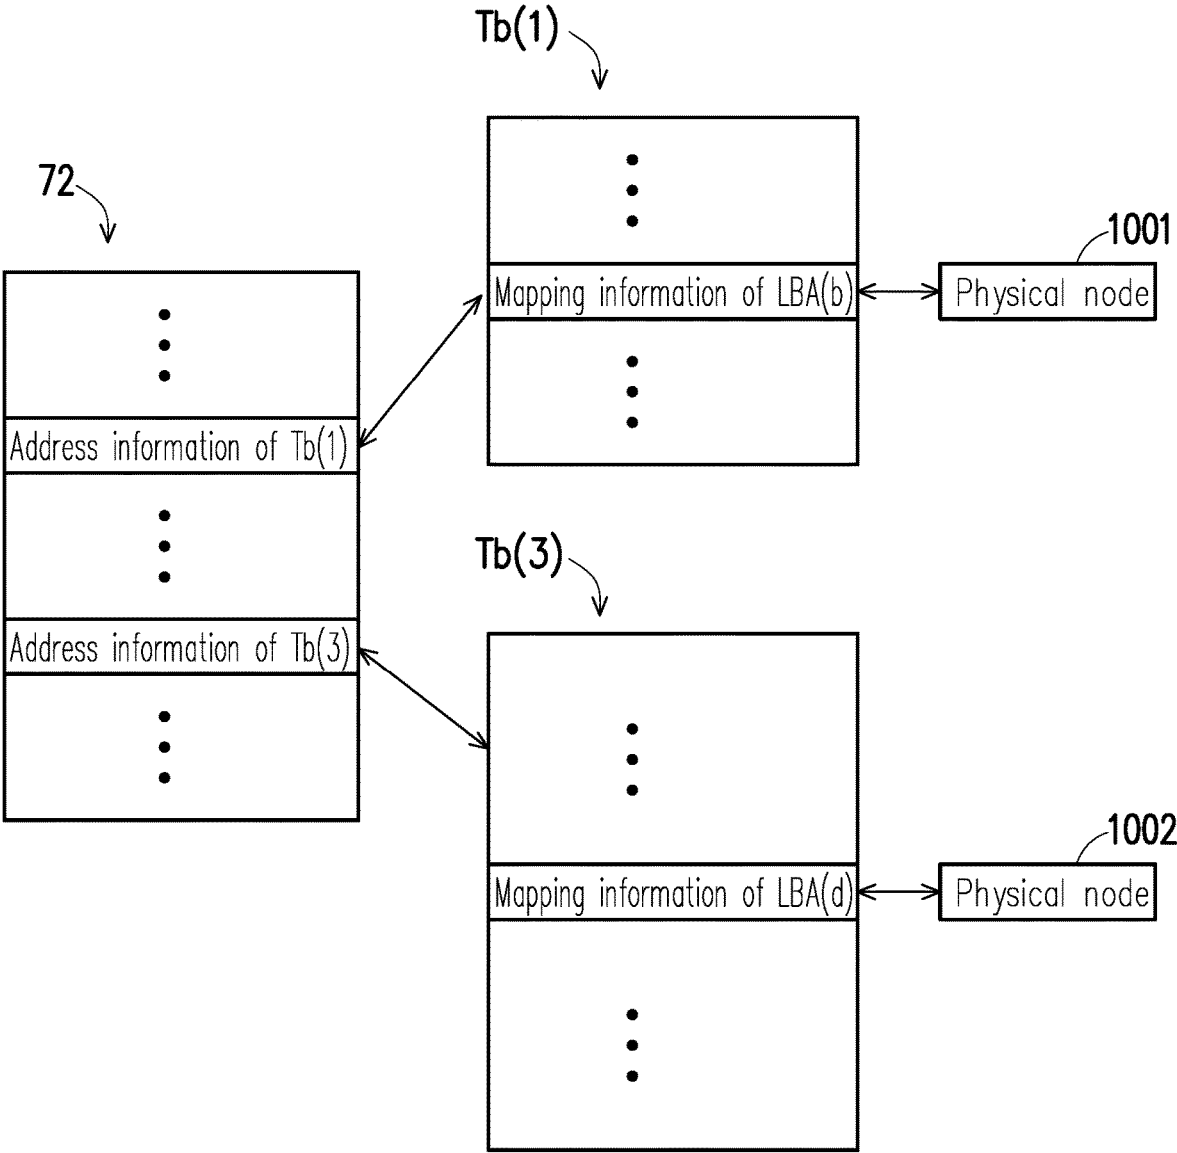 Tb(1)
72
1001
Mapping information of LBA(b)
Physical node
Address information of Tb(1)
Tb(3)
Address information of Tb(3)
1002
Mapping information of LBA(d)
Physical node